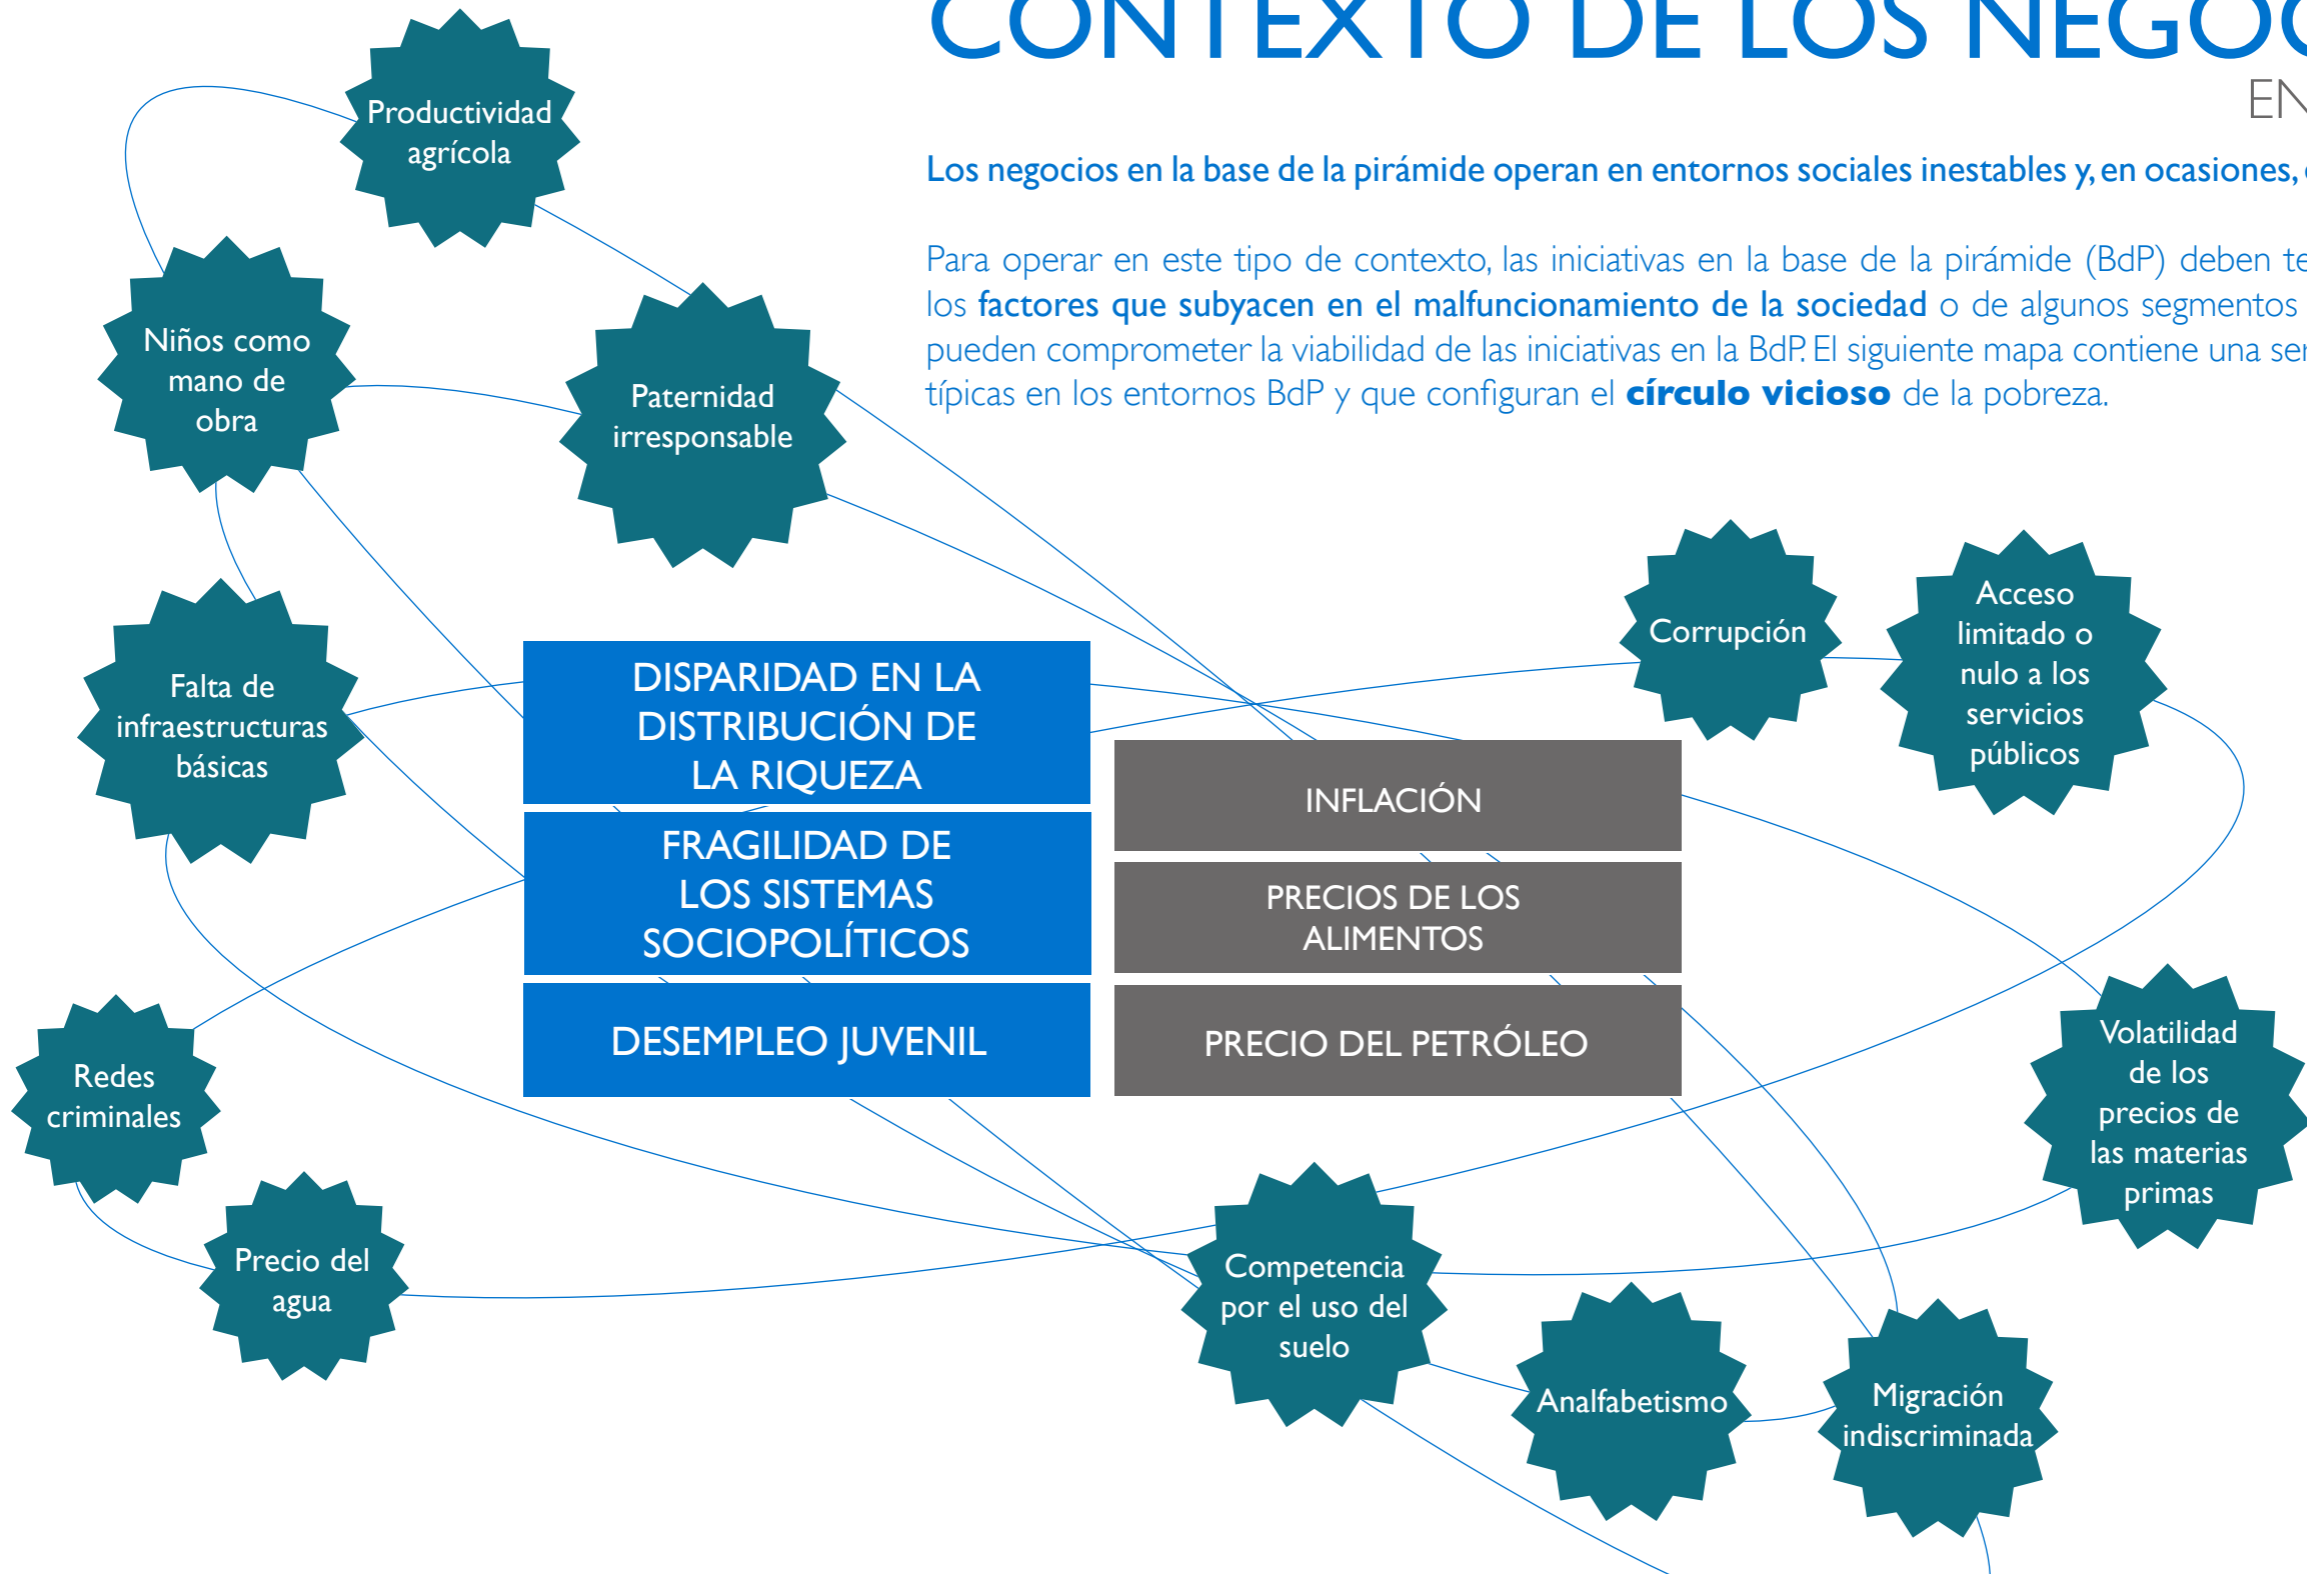 CONTEXTO DE LOS
EN
Los negocios en la base de la pirámide operan en entornos sociales inestables y, en ocasiones,
Para operar en este tipo de contexto, las iniciativas en la base de la pirámide (BdP) deben
los factores que subyacen en el malfuncionamiento de la sociedad o de algunos segmentos
pueden comprometer la viabilidad de las iniciativas en la BdP. El siguiente mapa contiene una
típicas en los entornos BdP y que configuran el círculo vicioso de la pobreza.
Productividad
agrícola
Niños como
mano de
obra
Paternidad
irresponsable
Falta de
infraestructuras
básicas
Corrupción
Acceso
limitado o
nulo a los
servicios
públicos
DISPARIDAD EN LA
DISTRIBUCIÓN DE
LA RIQUEZA
FRAGILIDAD DE
LOS SISTEMAS
SOCIOPOLÍTICOS
DESEMPLEO JUVENIL
INFLACIÓN
PRECIOS DE LOS
ALIMENTOS
PRECIO DEL PETRÓLEO
Redes
criminales
Precio del
agua
Volatilidad
de los
precios de
las materias
primas
Competencia
por el uso del
suelo
Analfabetismo
Migración
indiscriminada